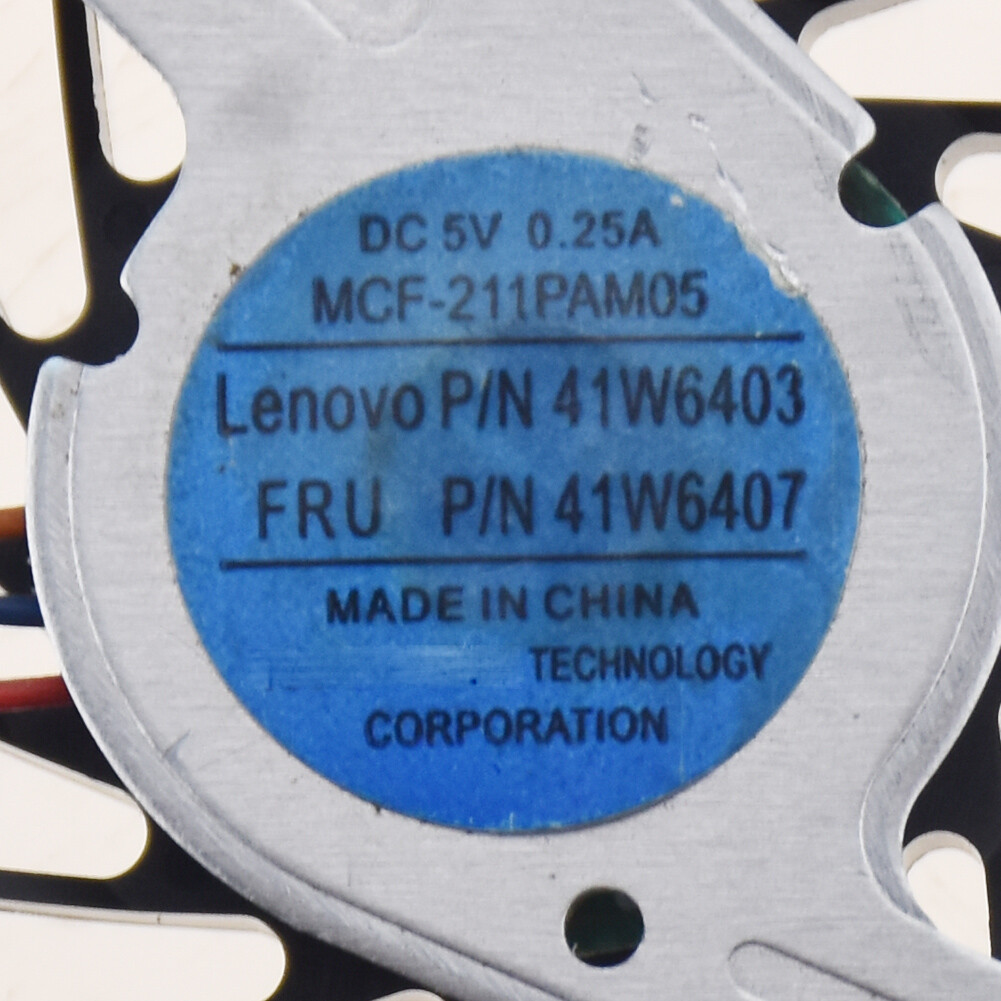 DC 5V 0.25A
MCF-211PAM05
Lenovo P/N 41W6403
FRU P/N 41W6407
MADE IN CHINA
TECHNOLOGY
CORPORATION